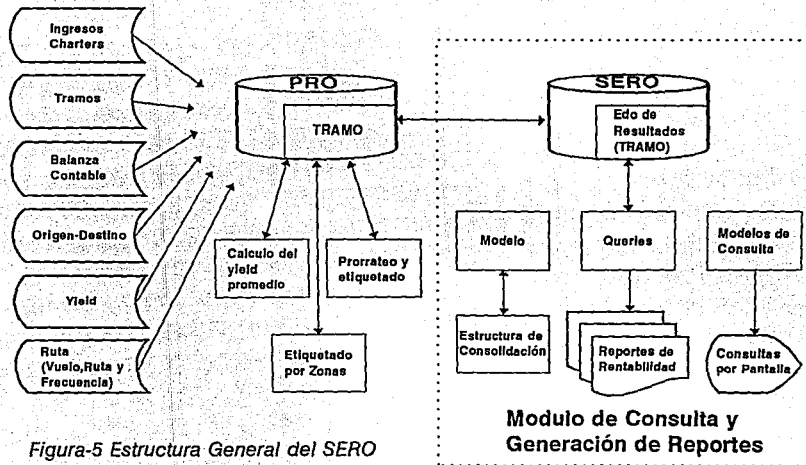 Ingresos
Charters
Tramos
Balanza
Contable
Origen-Destino
Yield
Ruta
(Vuelo,Ruta y
Frecuencia)
PRO
TRAMO
Calculo del
yield
promedio
Prorrateo y
etiquetado
Etiquetado
por Zonas
SERO
Edo de
Resultados
(TRAMO)
Modelo
Queries
Modelos de
Consulta
Estructura de
Consolidación
Reportes de
Rentabilidad
Consultas
por Pantalla
Modulo de Consulta y
Generación de Reportes
Figura-5 Estructura General del SERO